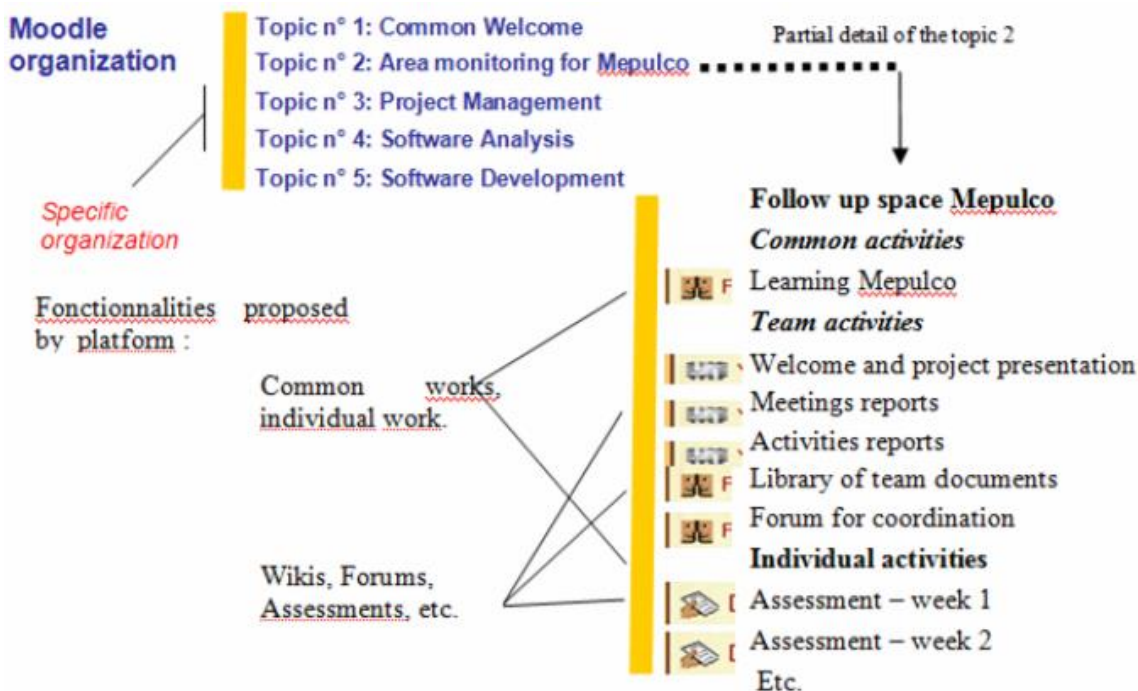 Moodle organization
Topic n° 1: Common Welcome
Topic n° 2: Area monitoring for Mepulco
Topic n° 3: Project Management
Topic n° 4: Software Analysis
Topic n° 5: Software Development
Partial detail of the topic 2
Specific organization
Fonctionnalities proposed
by platform :
Common works,
individual work.
Wikis, Forums,
Assessments, etc.
Follow up space Mepulco
Common activities
F Learning Mepulco
Team activities
Welcome and project presentation
Meetings reports
Activities reports
F Library of team documents
F Forum for coordination
Individual activities
Assessment – week 1
Assessment – week 2
Etc.